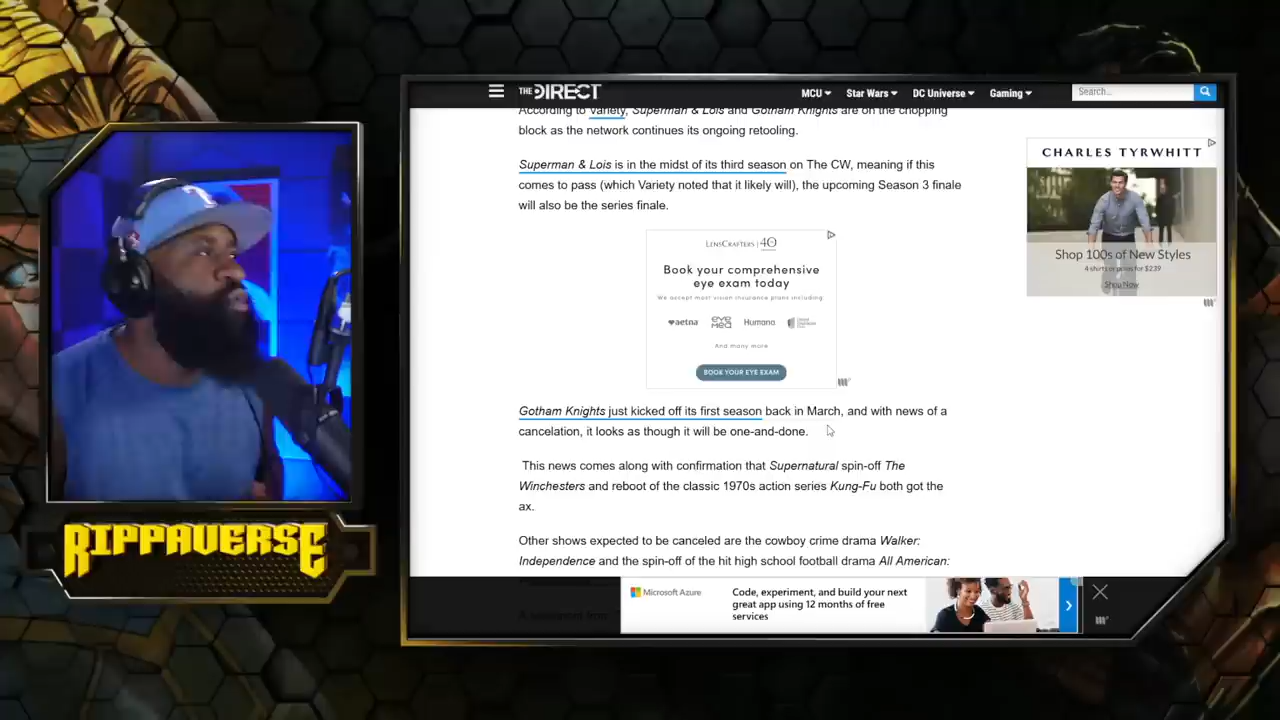 THE DIRECT
MCU
Star Wars
DC Universe
Gaming
Search...
According to Variety, Superman & Lois and Gotham Knights are on the chopping
block as the network continues its ongoing retooling.
Superman & Lois is in the midst of its third season on The CW, meaning if this
comes to pass (which Variety noted that it likely will), the upcoming Season 3 finale
will also be the series finale.
CHARLES TYRWHITT
Shop 100s of New Styles
Shop Now
LENSCRAFTERS | 40
Book your comprehensive
eye exam today
We accept most vision insurance plans including
aetna
eye med
Humana
And many more
BOOK YOUR EYE EXAM
Gotham Knights just kicked off its first season back in March, and with news of a
cancelation, it looks as though it will be one-and-done.
This news comes along with confirmation that Supernatural spin-off The
Winchesters and reboot of the classic 1970s action series Kung-Fu both got the
ax.
Other shows expected to be canceled are the cowboy crime drama Walker:
Independence and the spin-off of the hit high school football drama All American:
Microsoft Azure
Code, experiment, and build your next
great app using 12 months of free
services
RIPPAVERSE